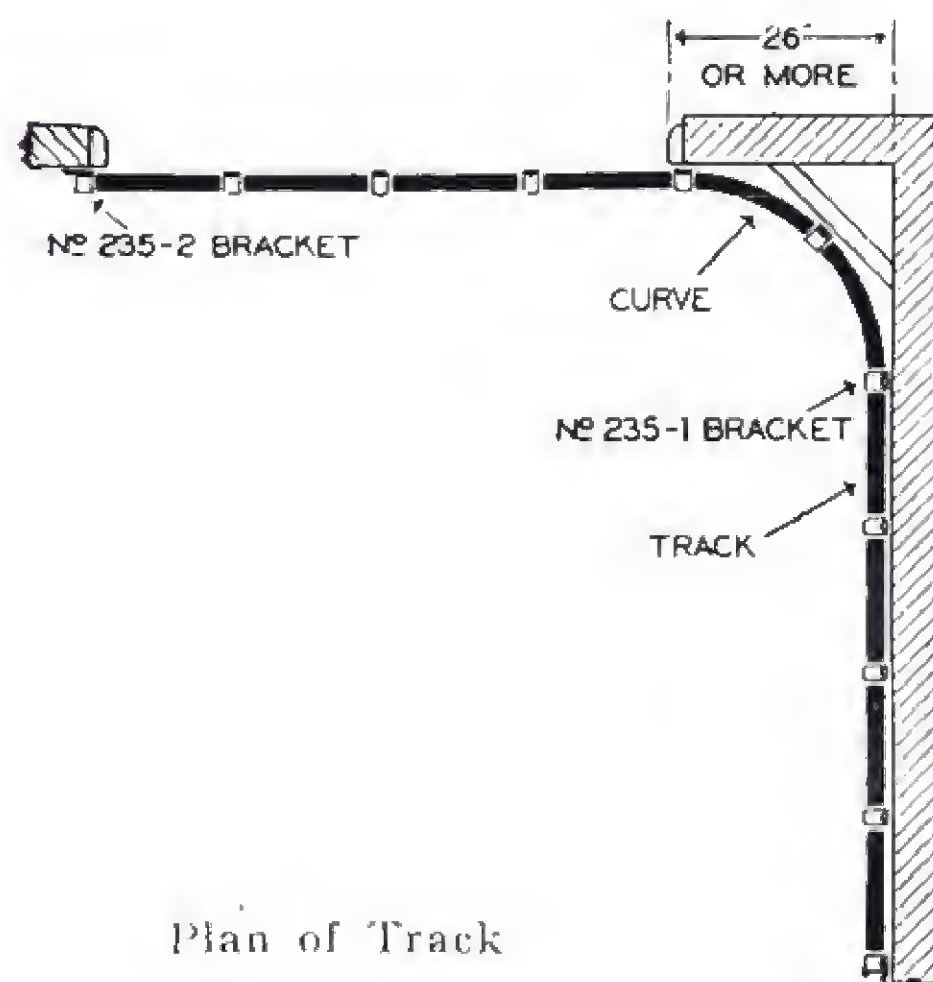 26"
OR MORE
Nº 235-2 BRACKET
CURVE
Nº 235-1 BRACKET
TRACK
Plan of Track